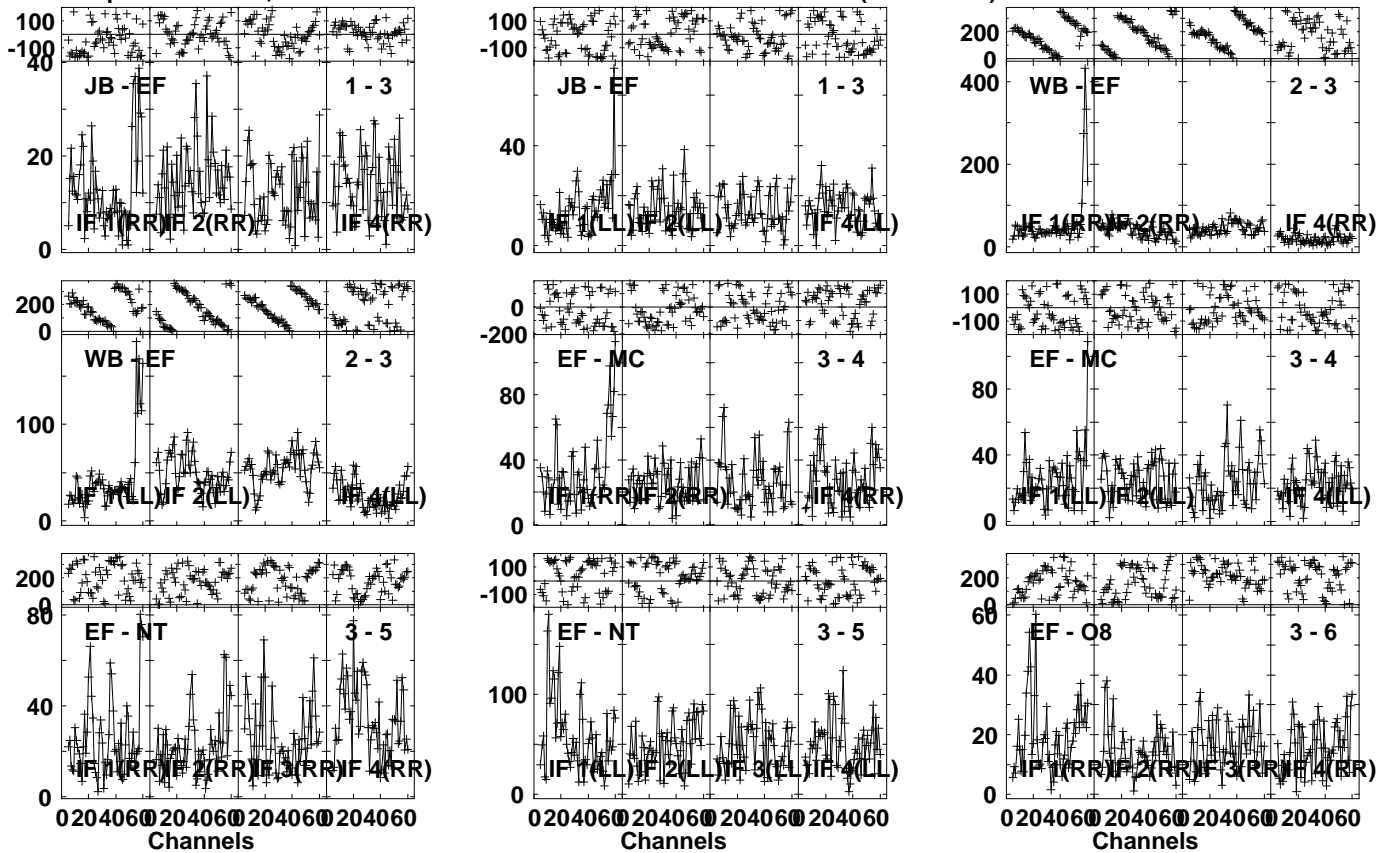 100
-100
40
20
0
JB - EF
1 - 3
IF 1(RR)
IF 2(RR)
IF 4(RR)
40
0
100
-100
JB - EF
1 - 3
IF 1(LL)
IF 2(LL)
IF 4(LL)
200
0
400
200
0
WB - EF
2 - 3
IF 1(RR)
IF 2(RR)
IF 4(RR)
200
0
100
0
WB - EF
2 - 3
IF 1(LL)
IF 2(LL)
IF 4(LL)
0
-200
80
40
0
EF - MC
3 - 4
IF 1(RR)
IF 2(RR)
IF 4(RR)
100
-100
80
40
0
EF - MC
3 - 4
IF 1(LL)
IF 2(LL)
IF 4(LL)
200
0
80
40
0
EF - NT
3 - 5
IF 1(RR)
IF 2(RR)
IF 3(RR)
IF 4(RR)
0 20 40 60 0 20 40 60 0 20 40 60 0 20 40 60
Channels
100
-100
100
0
EF - NT
3 - 5
IF 1(LL)
IF 2(LL)
IF 3(LL)
IF 4(LL)
0 20 40 60 0 20 40 60 0 20 40 60 0 20 40 60
Channels
200
0
60
40
20
0
EF - O8
3 - 6
IF 1(RR)
IF 2(RR)
IF 3(RR)
IF 4(RR)
0 20 40 60 0 20 40 60 0 20 40 60 0 20 40 60
Channels